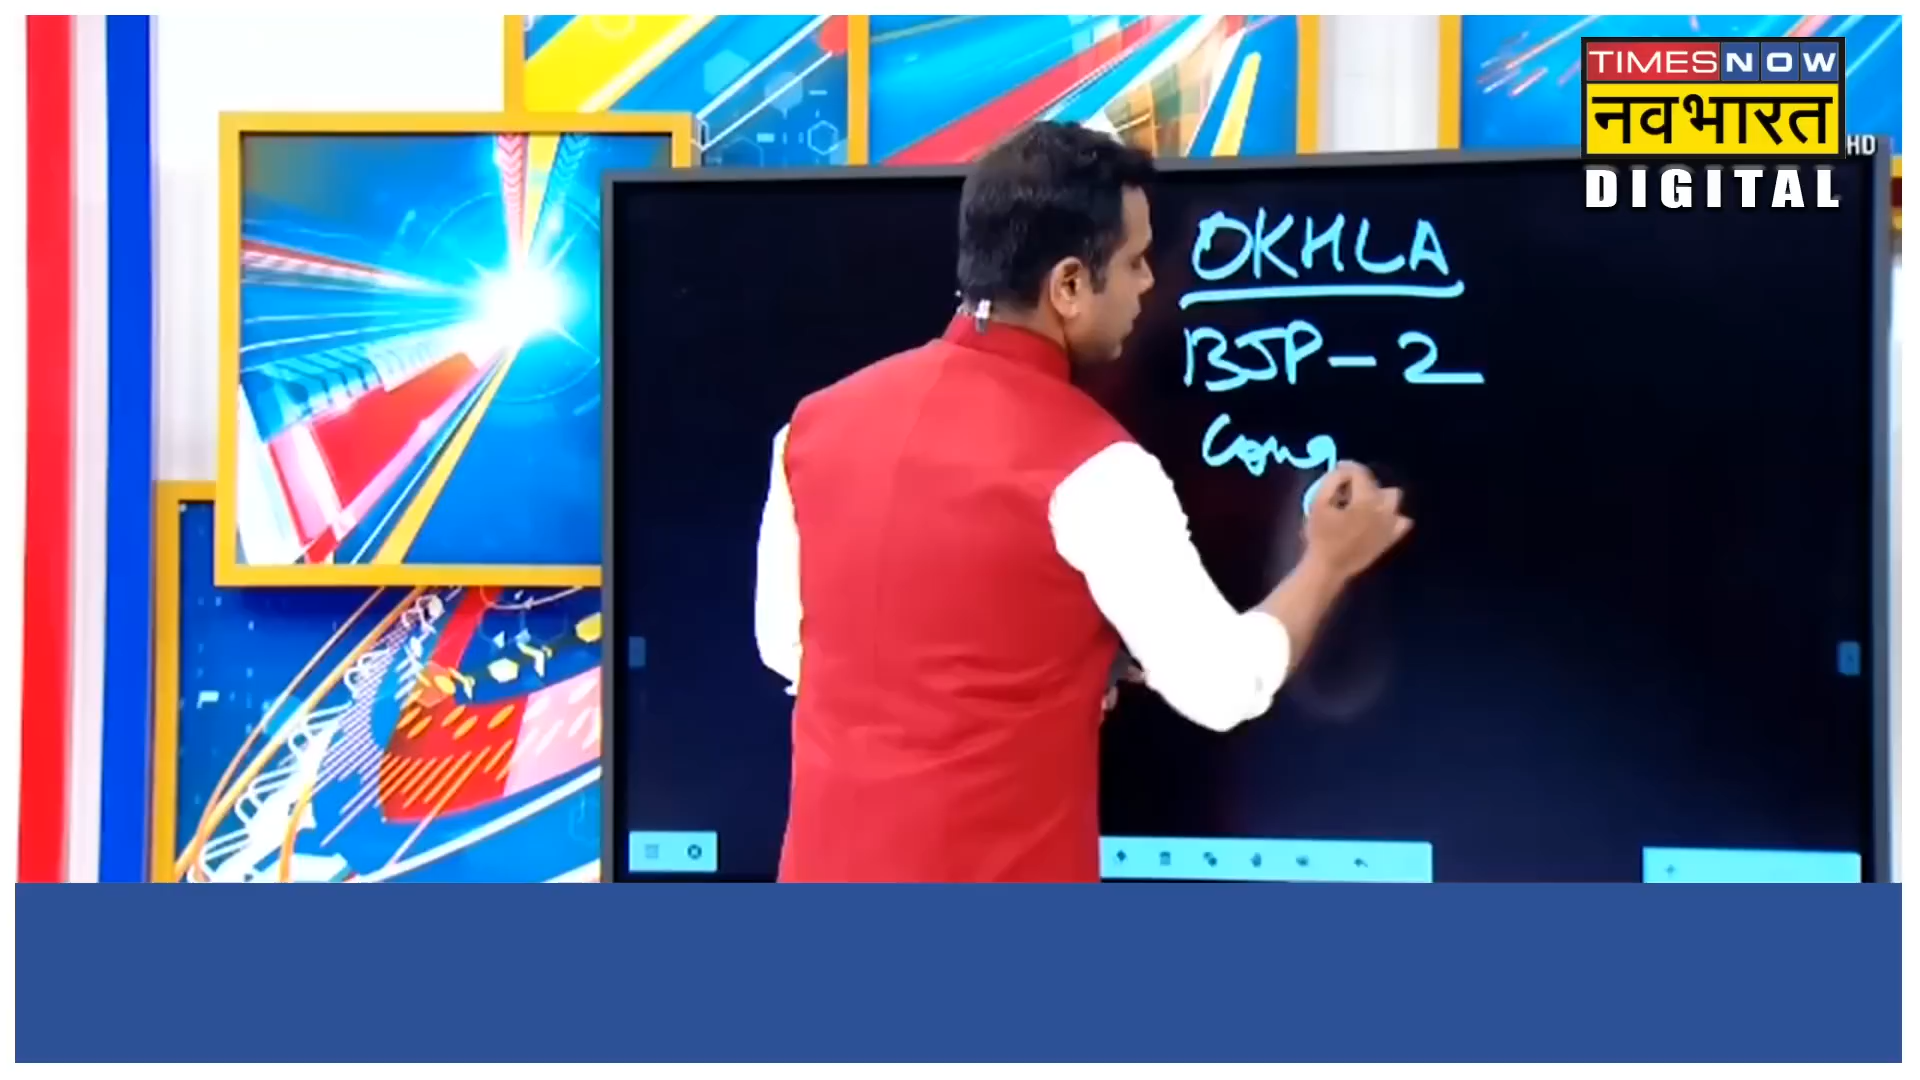 TIMES NOW
नवभारत
HD
DIGITAL
OKHLA
BJP - 2
Cong